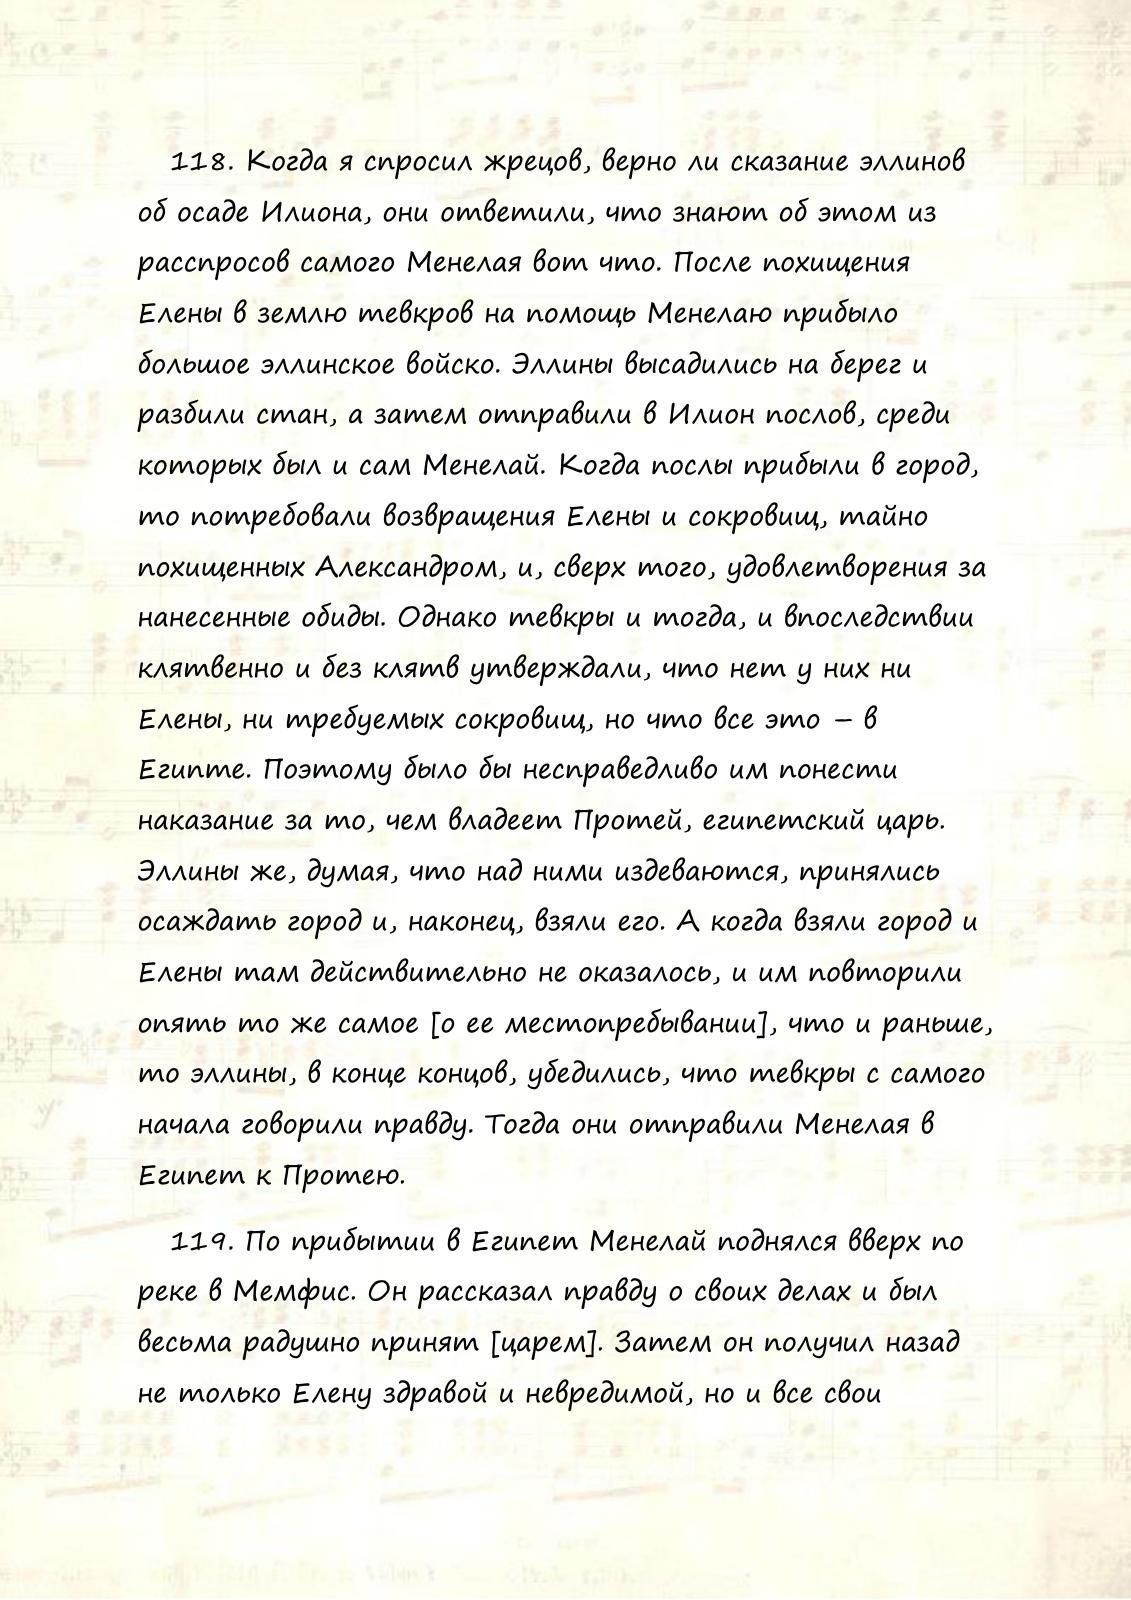 118. Когда я спросил жрецов, верно ли сказание эллинов
об осаде Илиона, они ответили, что знают об этом из
расспросов самого Менелая вот что. После похищения
Елены в землю тевкров на помощь Менелаю прибыло
большое эллинское войско. Эллины высадились на берег и
разбили стан, а затем отправили в Илион послов, среди
которых был и сам Менелай. Когда послы прибыли в город,
то потребовали возвращения Елены и сокровищ, тайно
похищенных Александром, и, сверх того, удовлетворения за
нанесенные обиды. Однако тевкры и тогда, и впоследствии
клятвенно и без клятв утверждали, что нет у них ни
Елены, ни требуемых сокровищ, но что все это – в
Египте. Поэтому было бы несправедливо им понести
наказание за то, чем владеет Протей, египетский царь.
Эллины же, думая, что над ними издеваются, принялись
осаждать город и, наконец, взяли его. А когда взяли город и
Елены там действительно не оказалось, и им повторили
опять то же самое [о ее местопребывании], что и раньше,
то эллины, в конце концов, убедились, что тевкры с самого
начала говорили правду. Тогда они отправили Менелая в
Египет к Протею.
119. По прибытии в Египет Менелай поднялся вверх по
реке в Мемфис. Он рассказал правду о своих делах и был
весьма радушно принят [царем]. Затем он получил назад
не только Елену здравой и невредимой, но и все свои